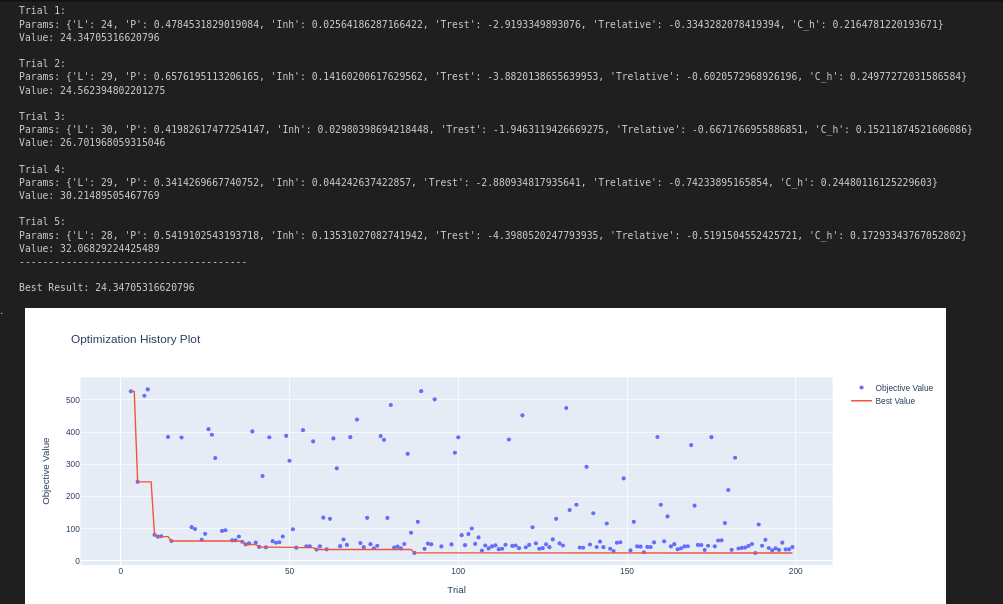 Trial 1:
Params: {'L': 24, 'P': 0.4784531829019084, 'Inh': 0.02564186287166422, 'Trest': -2.9193349893076, 'Trelative': -0.3343282078419394, 'C_h': 0.2164781220193671}
Value: 24.34705316620796
Trial 2:
Params: {'L': 29, 'P': 0.6576195113206165, 'Inh': 0.14160200617629562, 'Trest': -3.8820138655639953, 'Trelative': -0.6020572968926196, 'C_h': 0.24977272031586584}
Value: 24.562394802201275
Trial 3:
Params: {'L': 30, 'P': 0.41982617477254147, 'Inh': 0.02980398694218448, 'Trest': -1.9463119426669275, 'Trelative': -0.6671766955886851, 'C_h': 0.15211874521606086}
Value: 26.701968059315046
Trial 4:
Params: {'L': 29, 'P': 0.3414269667740752, 'Inh': 0.044242637422857, 'Trest': -2.880934817935641, 'Trelative': -0.74233895165854, 'C_h': 0.24480116125229603}
Value: 30.21489505467769
Trial 5:
Params: {'L': 28, 'P': 0.5419102543193718, 'Inh': 0.13531027082741942, 'Trest': -4.3980520247793935, 'Trelative': -0.5191504552425721, 'C_h': 0.17293343767052802}
Value: 32.06829224425489
---------------------------------------
Best Result: 24.34705316620796
Optimization History Plot
Objective Value
Best Value
500
400
300
200
100
0
Objective Value
0 50 100 150 200
Trial